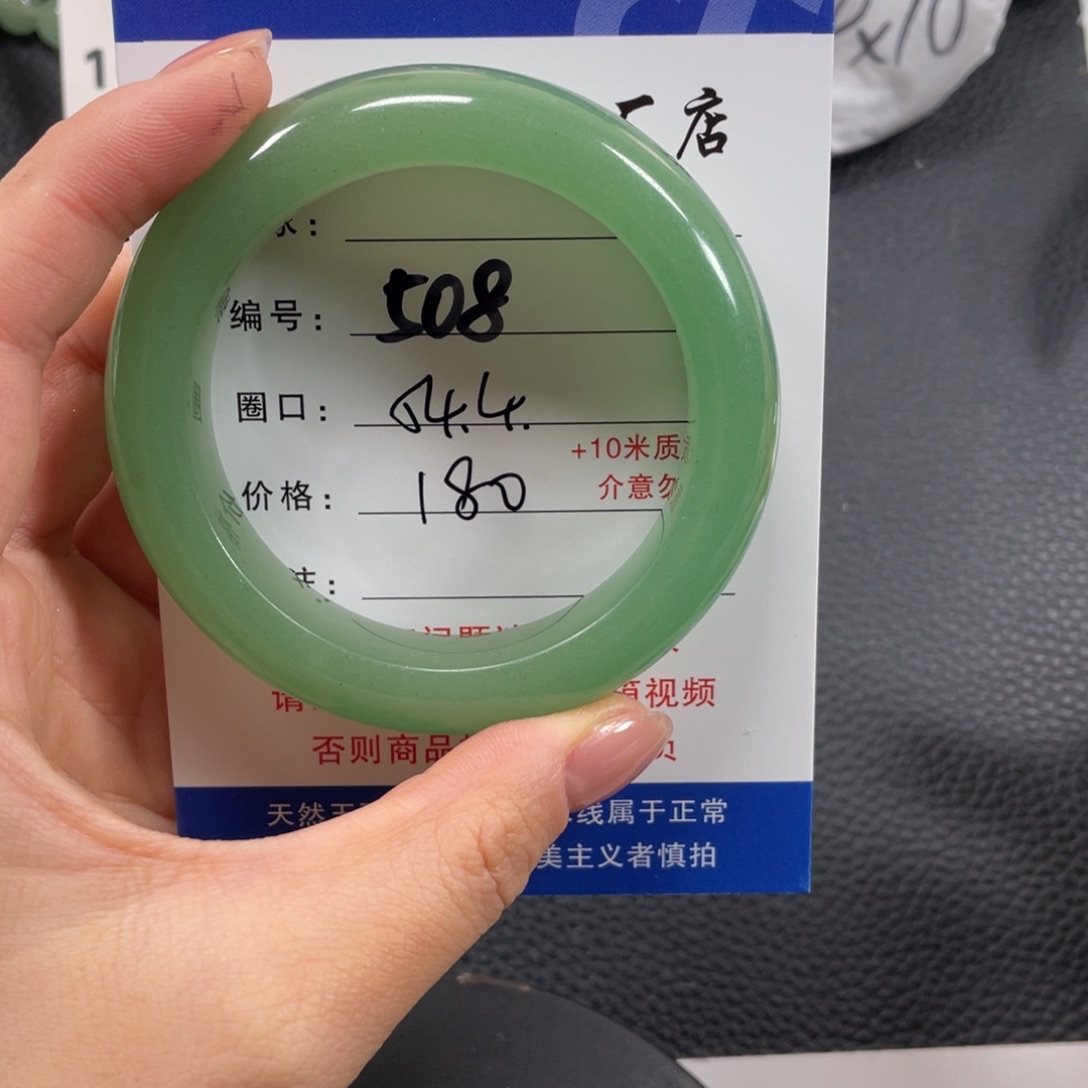 1
x10
店
编号： 508
圈口： 54.4.
+10米质
价格： 180
介意勿
注：
请 视频
否则商品
天然 线属于正常
美主义者慎拍